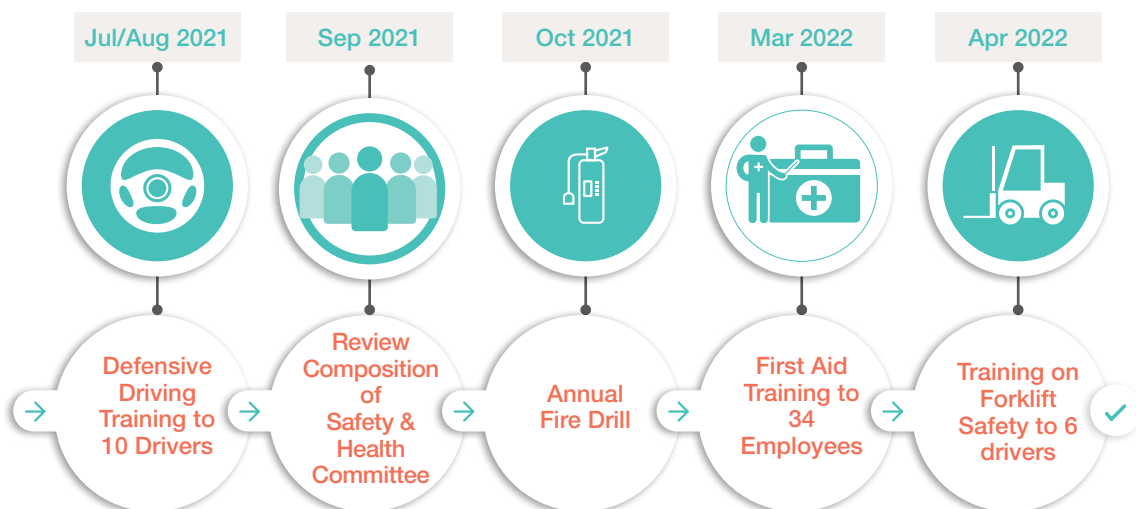 Jul/Aug 2021
Sep 2021
Oct 2021
Mar 2022
Apr 2022
Defensive
Driving
Training to
10 Drivers
Review
Composition
of
Safety &
Health
Committee
Annual
Fire Drill
First Aid
Training to
34
Employees
Training on
Forklift
Safety to 6
drivers